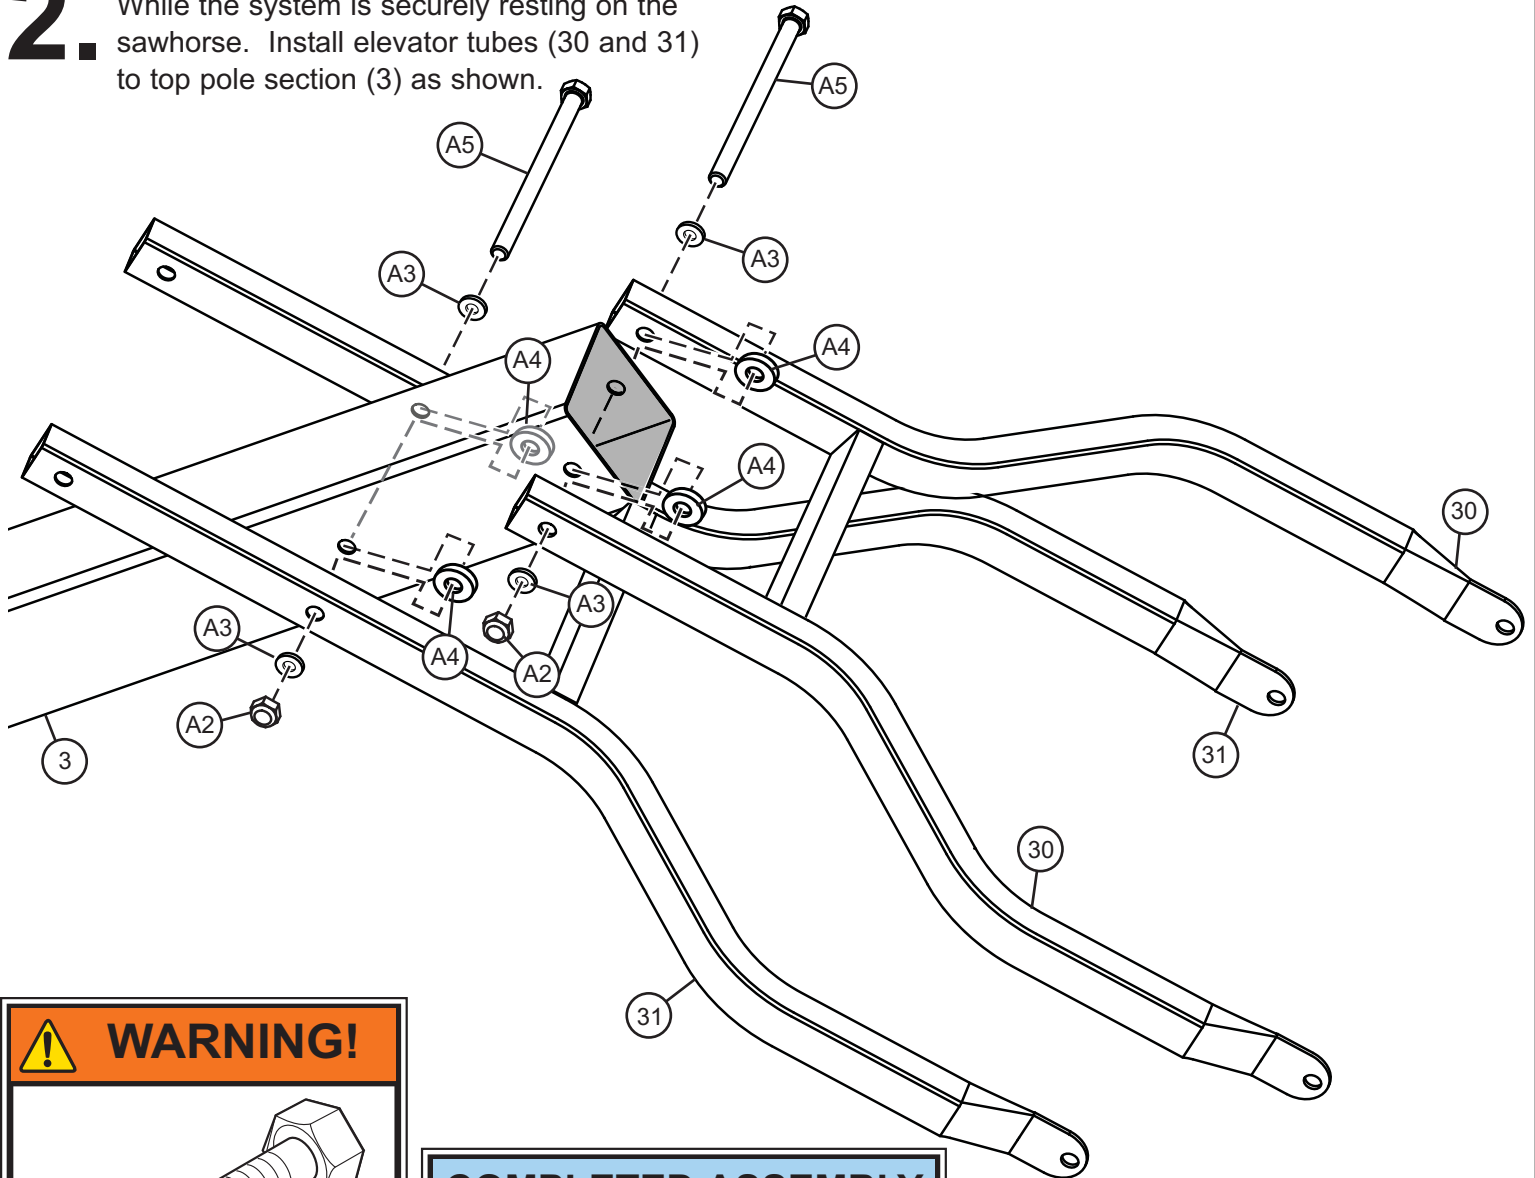 2.
While the system is securely resting on the
sawhorse. Install elevator tubes (30 and 31)
to top pole section (3) as shown.
A5
A5
A3
A3
A4
A4
A4
30
A3
A3
A4
A2
A2
3
31
30
31
WARNING!
COMPLETED ASSEMBLY